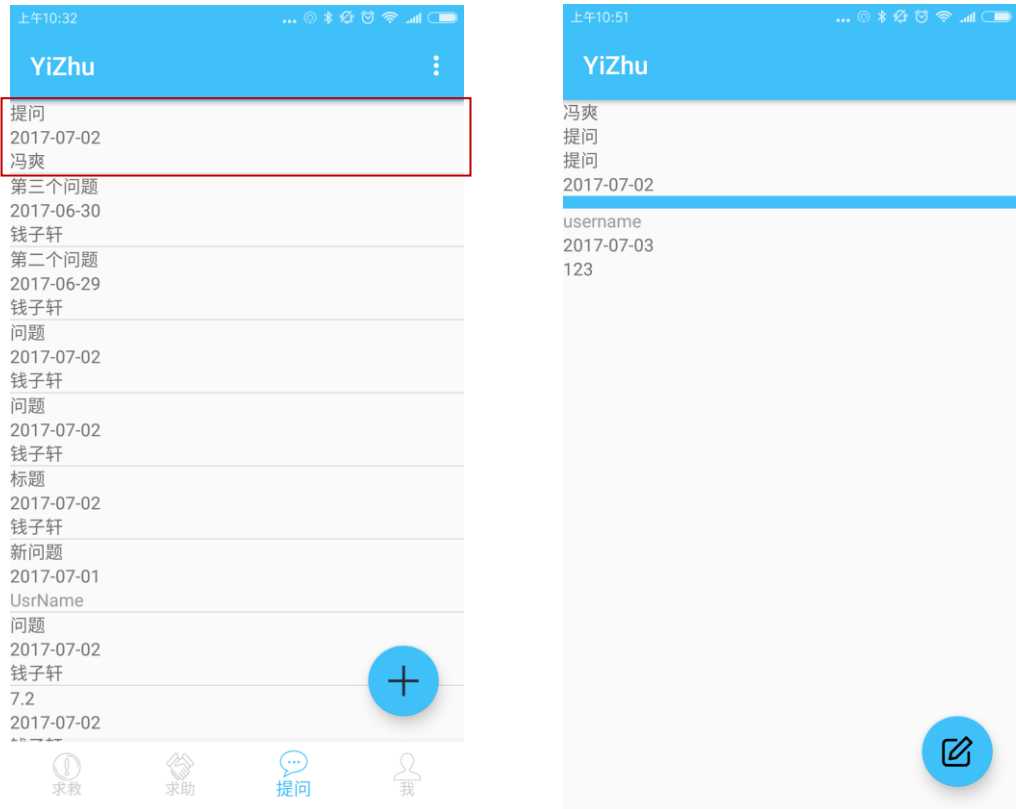 上午10:32
YiZhu
提问
2017-07-02
冯爽
第三个问题
2017-06-30
钱子轩
第二个问题
2017-06-29
钱子轩
问题
2017-07-02
钱子轩
问题
2017-07-02
钱子轩
标题
2017-07-02
钱子轩
新问题
2017-07-01
UsrName
问题
2017-07-02
钱子轩
7.2
2017-07-02
求救
求助
提问
我
上午10:51
YiZhu
冯爽
提问
提问
2017-07-02
username
2017-07-03
123